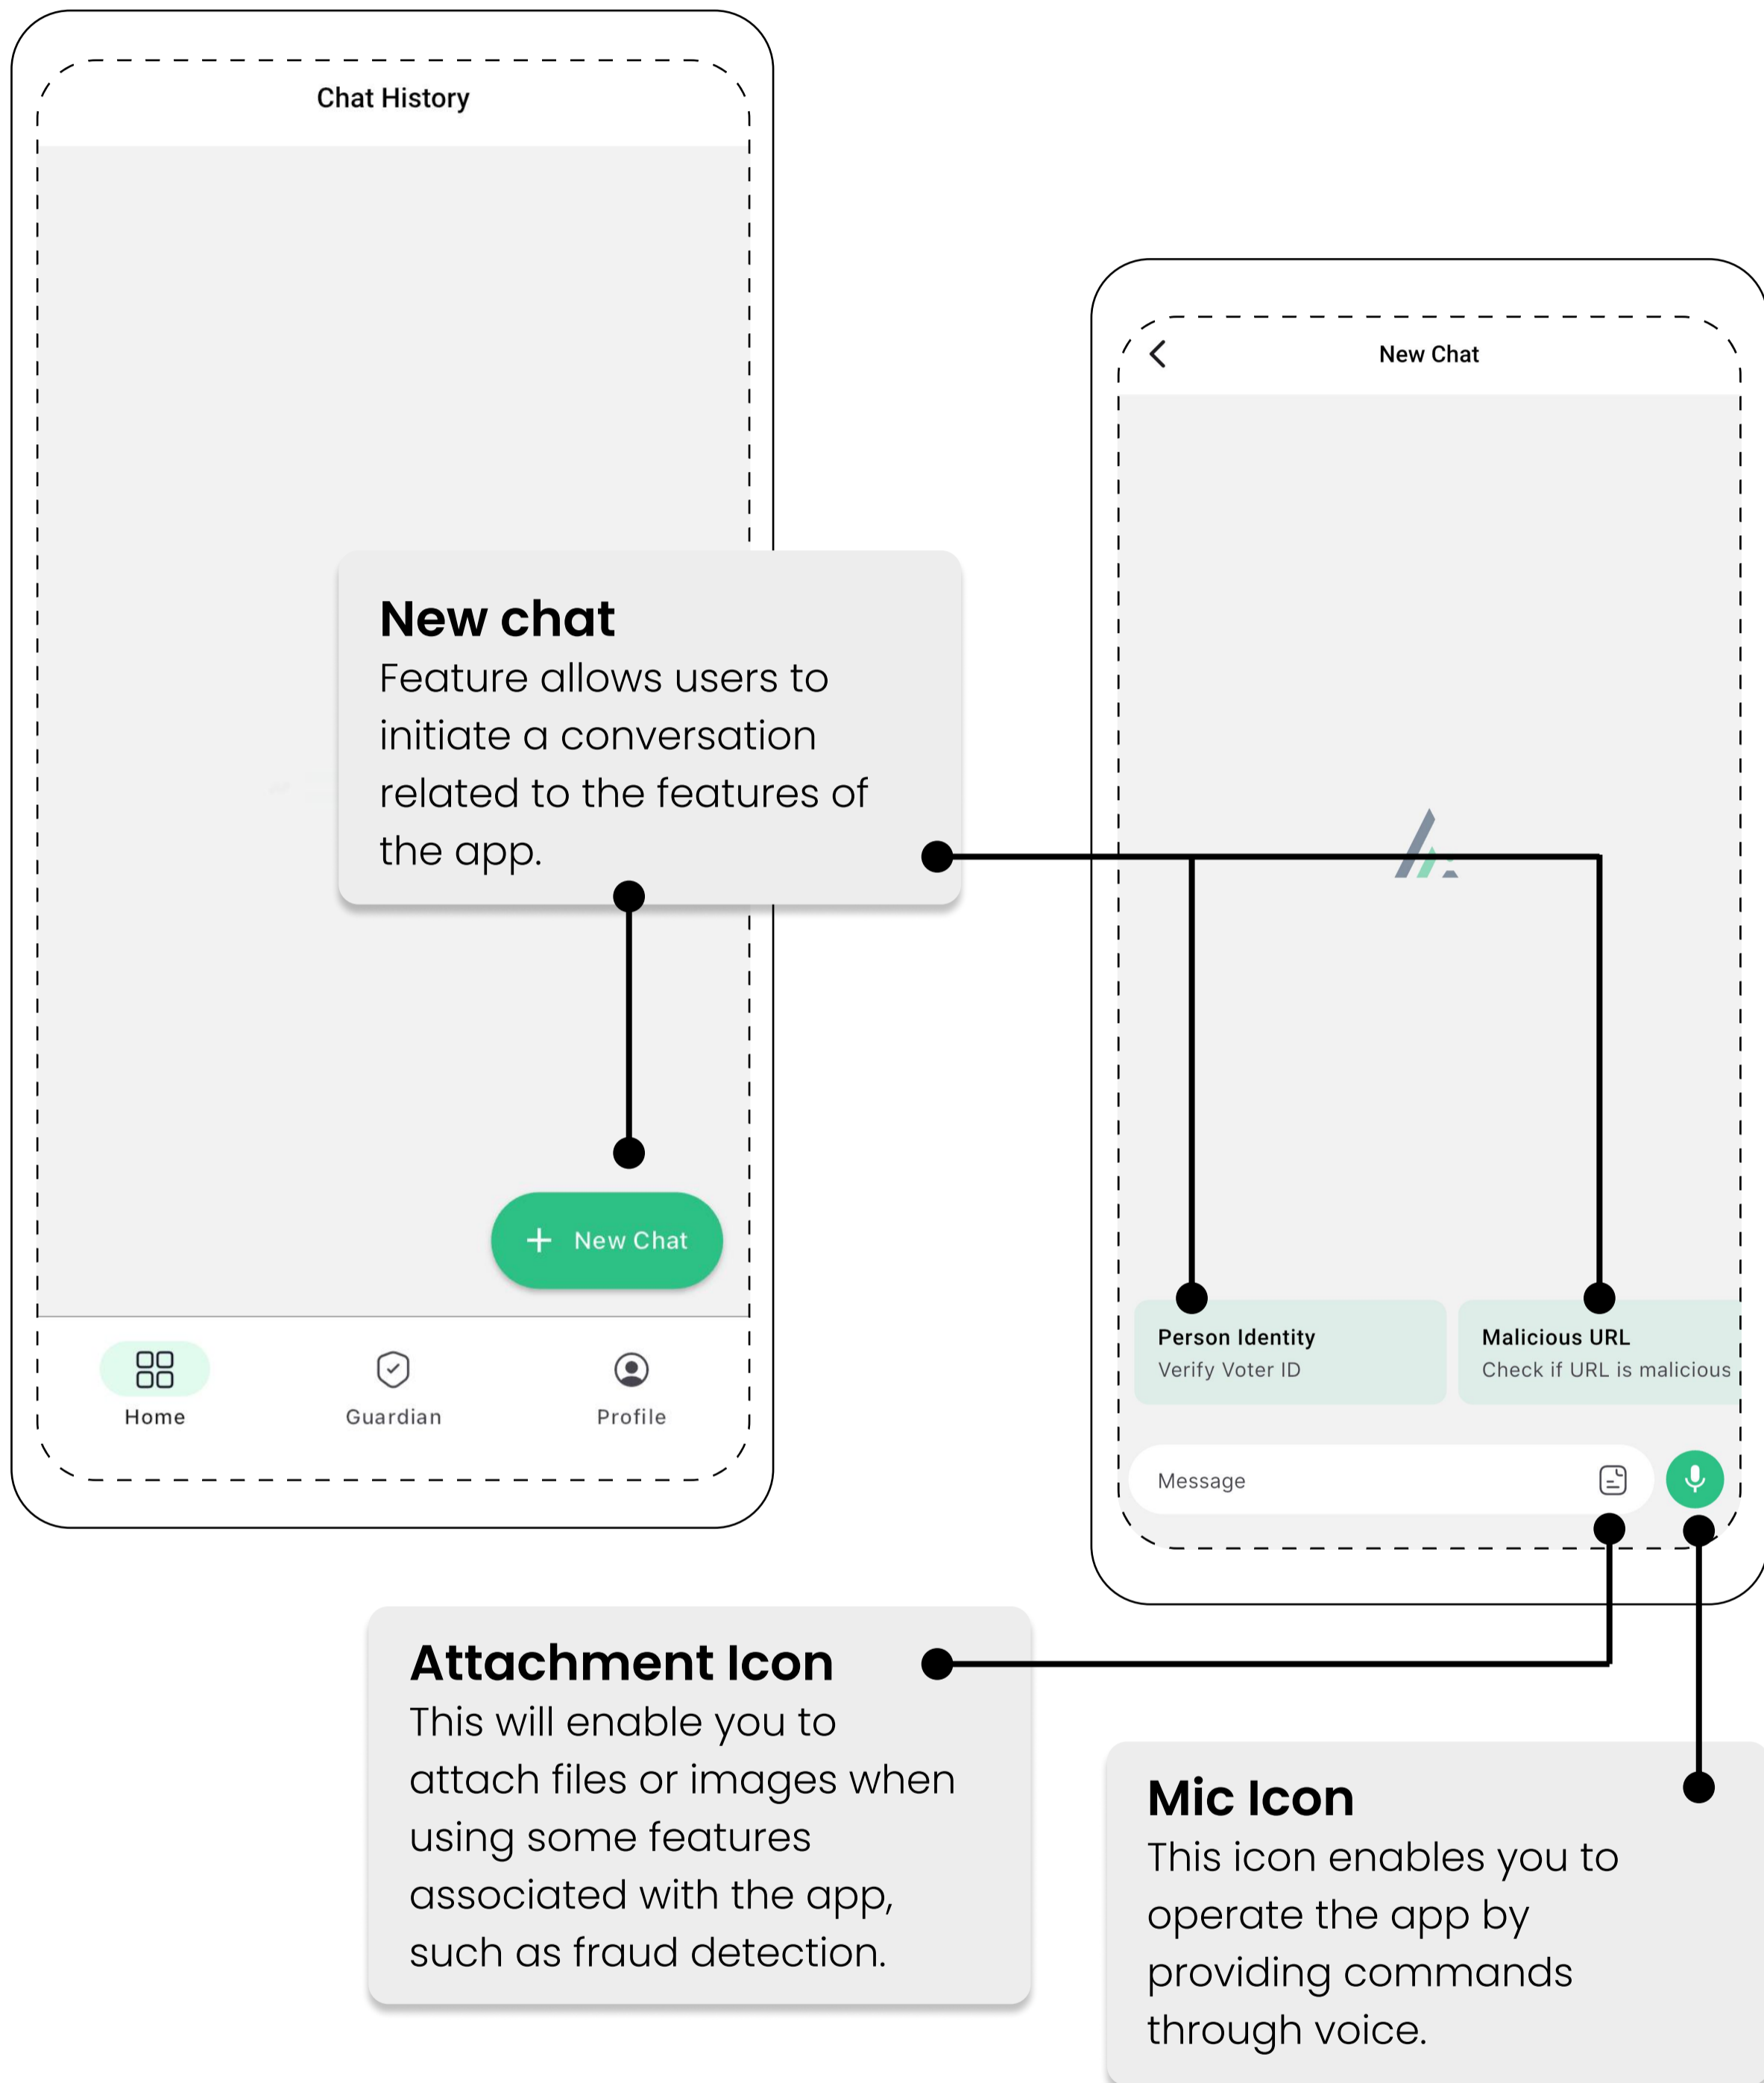 Chat History
New chat
Feature allows users to
initiate a conversation
related to the features of
the app.
New Chat
Home
Guardian
Profile
New Chat
Person Identity
Verify Voter ID
Malicious URL
Check if URL is malicious
Message
Attachment Icon
This will enable you to
attach files or images when
using some features
associated with the app,
such as fraud detection.
Mic Icon
This icon enables you to
operate the app by
providing commands
through voice.